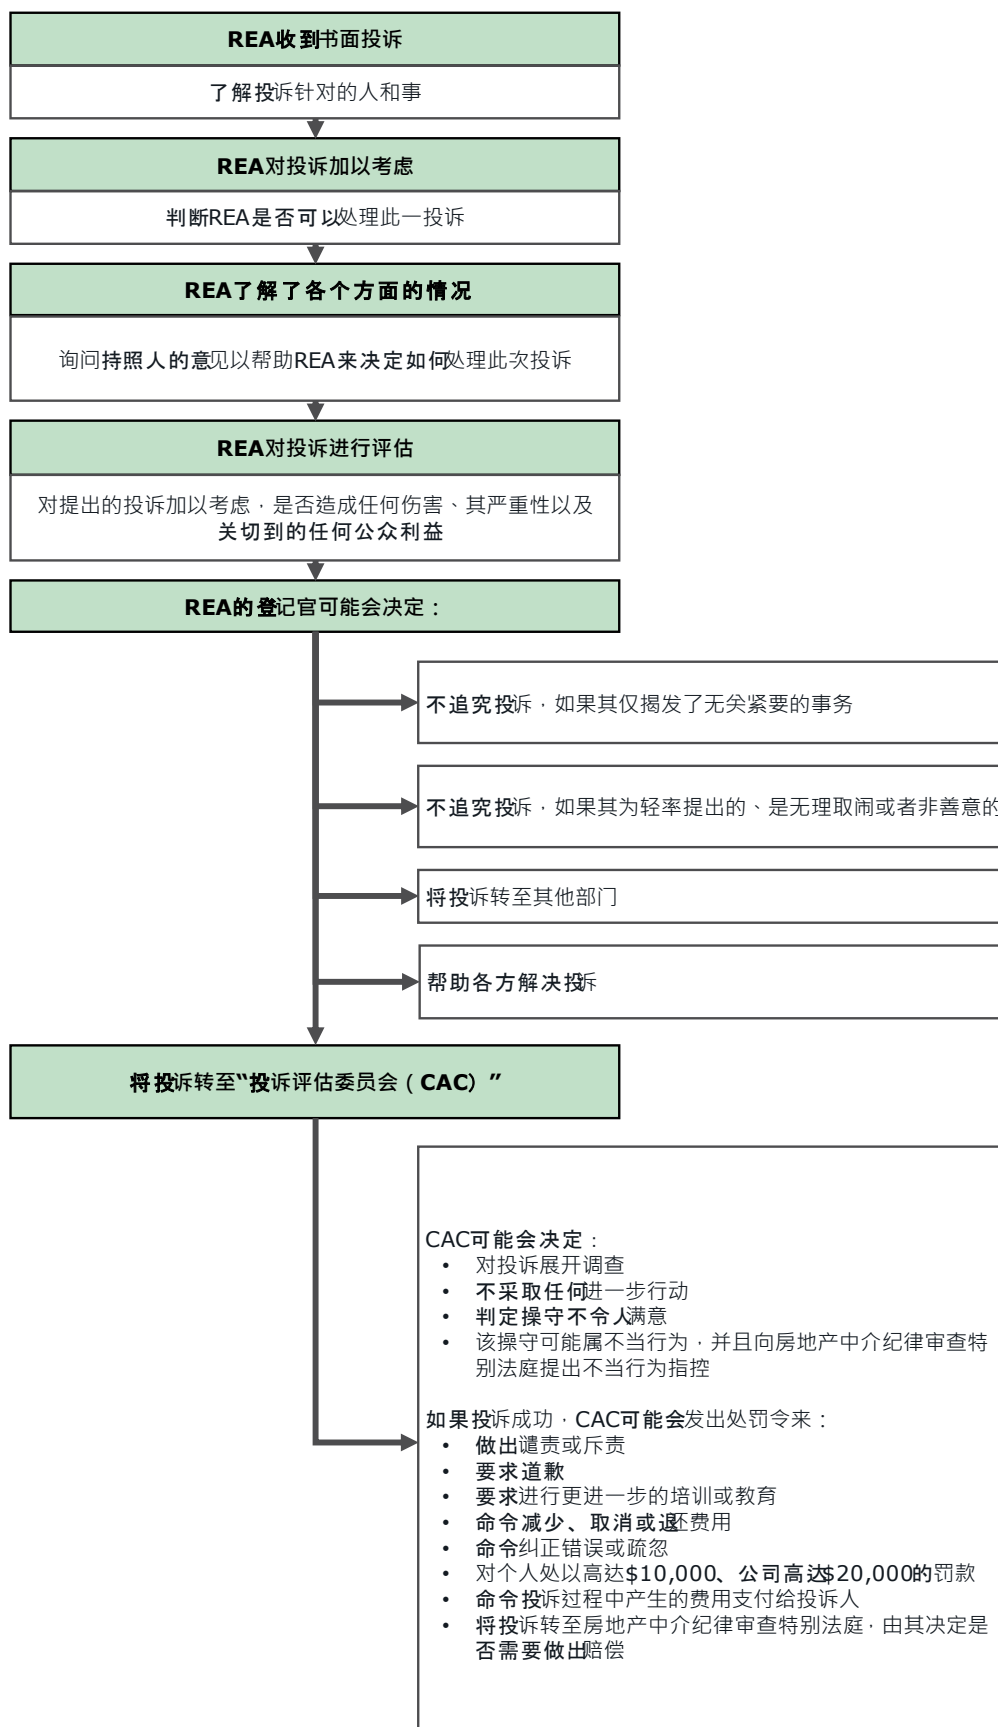 REA收到书面投诉
了解投诉针对的人和事
REA对投诉加以考虑
判断REA是否可以处理此一投诉
REA了解了各个方面的情况
询问持照人的意见以帮助REA来决定如何处理此次投诉
REA对投诉进行评估
对提出的投诉加以考虑，是否造成任何伤害、其严重性以及
关切到的任何公众利益
REA的登记官可能会决定：
不追究投诉，如果其仅揭发了无关紧要的事务
不追究投诉，如果其为轻率提出的、是无理取闹或者非善意的
将投诉转至其他部门
帮助各方解决投诉
将投诉转至“投诉评估委员会（CAC）”
CAC可能会决定：
• 对投诉展开调查
• 不采取任何进一步行动
• 判定操守不令人满意
• 该操守可能属不当行为，并且向房地产中介纪律审查特
别法庭提出不当行为指控
如果投诉成功，CAC可能会发出处罚令来：
• 做出谴责或斥责
• 要求道歉
• 要求进行更进一步的培训或教育
• 命令减少、取消或退还费用
• 命令纠正错误或疏忽
• 对个人处以高达$10,000、公司高达$20,000的罚款
• 命令投诉过程中产生的费用支付给投诉人
• 将投诉转至房地产中介纪律审查特别法庭，由其决定是
否需要做出赔偿